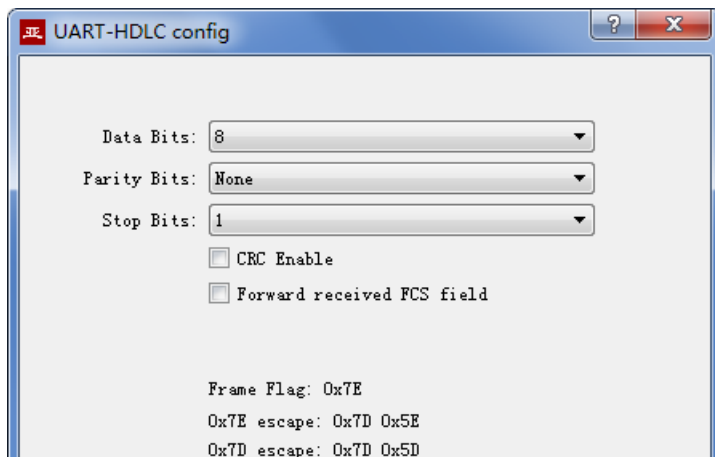 亚 UART-HDLC config ? X
Data Bits: 8
Parity Bits: None
Stop Bits: 1
CRC Enable
Forward received FCS field
Frame Flag: 0x7E
0x7E escape: 0x7D 0x5E
0x7D escape: 0x7D 0x5D